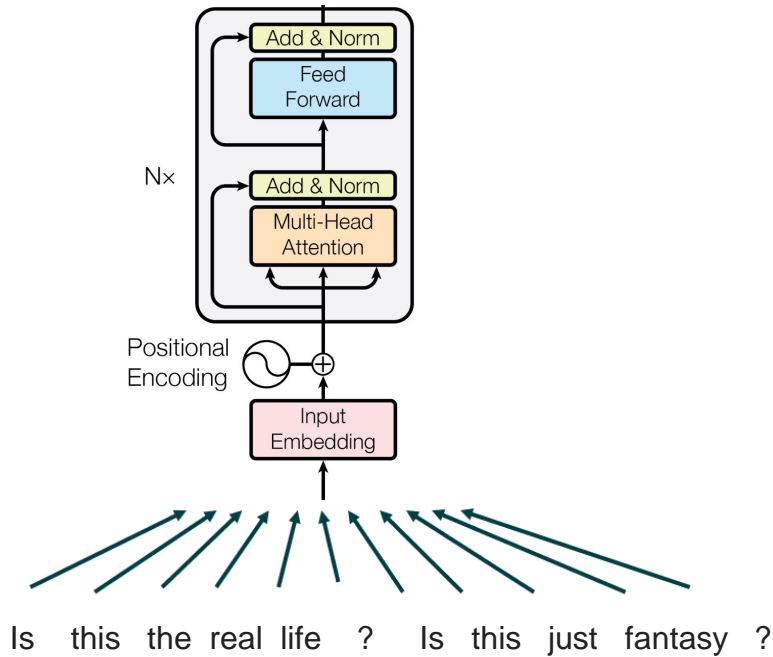 Add & Norm
Feed
Forward
N×
Add & Norm
Multi-Head
Attention
Positional
Encoding
Input
Embedding
Is this the real life ? Is this just fantasy ?